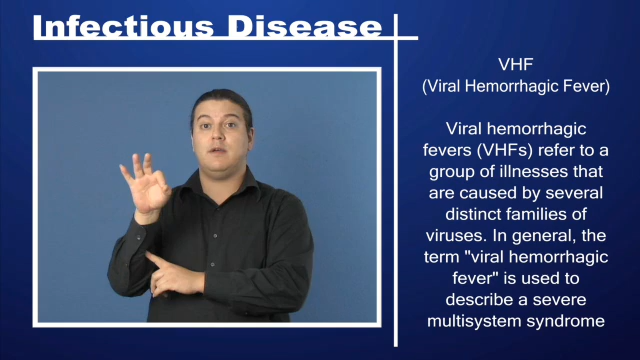 Infectious Disease
VHF
(Viral Hemorrhagic Fever)
Viral hemorrhagic
fevers (VHFs) refer to a
group of illnesses that
are caused by several
distinct families of
viruses. In general, the
term "viral hemorrhagic
fever" is used to
describe a severe
multisystem syndrome